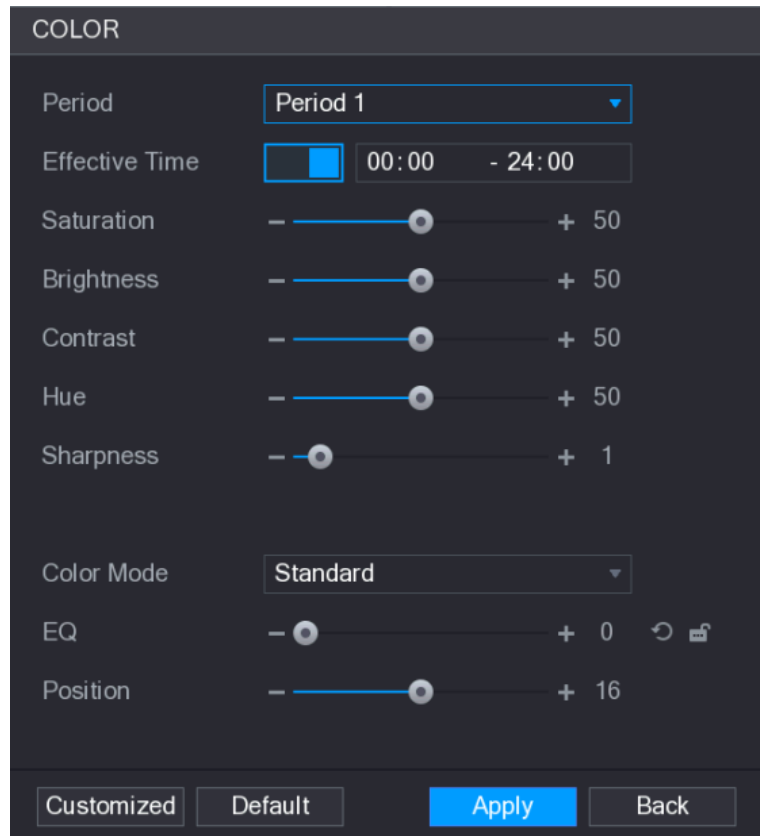 COLOR
Period Period 1
Effective Time 00:00 - 24:00
Saturation 50
Brightness 50
Contrast 50
Hue 50
Sharpness 1
Color Mode Standard
EQ 0
Position 16
Customized Default Apply Back